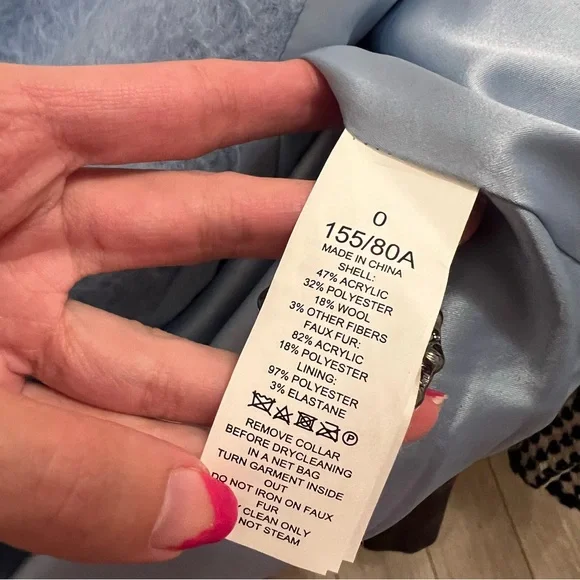 0
155/80A
MADE IN CHINA
SHELL:
47% ACRYLIC
32% POLYESTER
18% WOOL
3% OTHER FIBERS
FAUX FUR:
82% ACRYLIC
18% POLYESTER
LINING:
97% POLYESTER
3% ELASTANE
P
REMOVE COLLAR
BEFORE DRYCLEANING
IN A NET BAG
TURN GARMENT INSIDE
OUT
DO NOT IRON ON FAUX
FUR
CLEAN ONLY
NOT STEAM